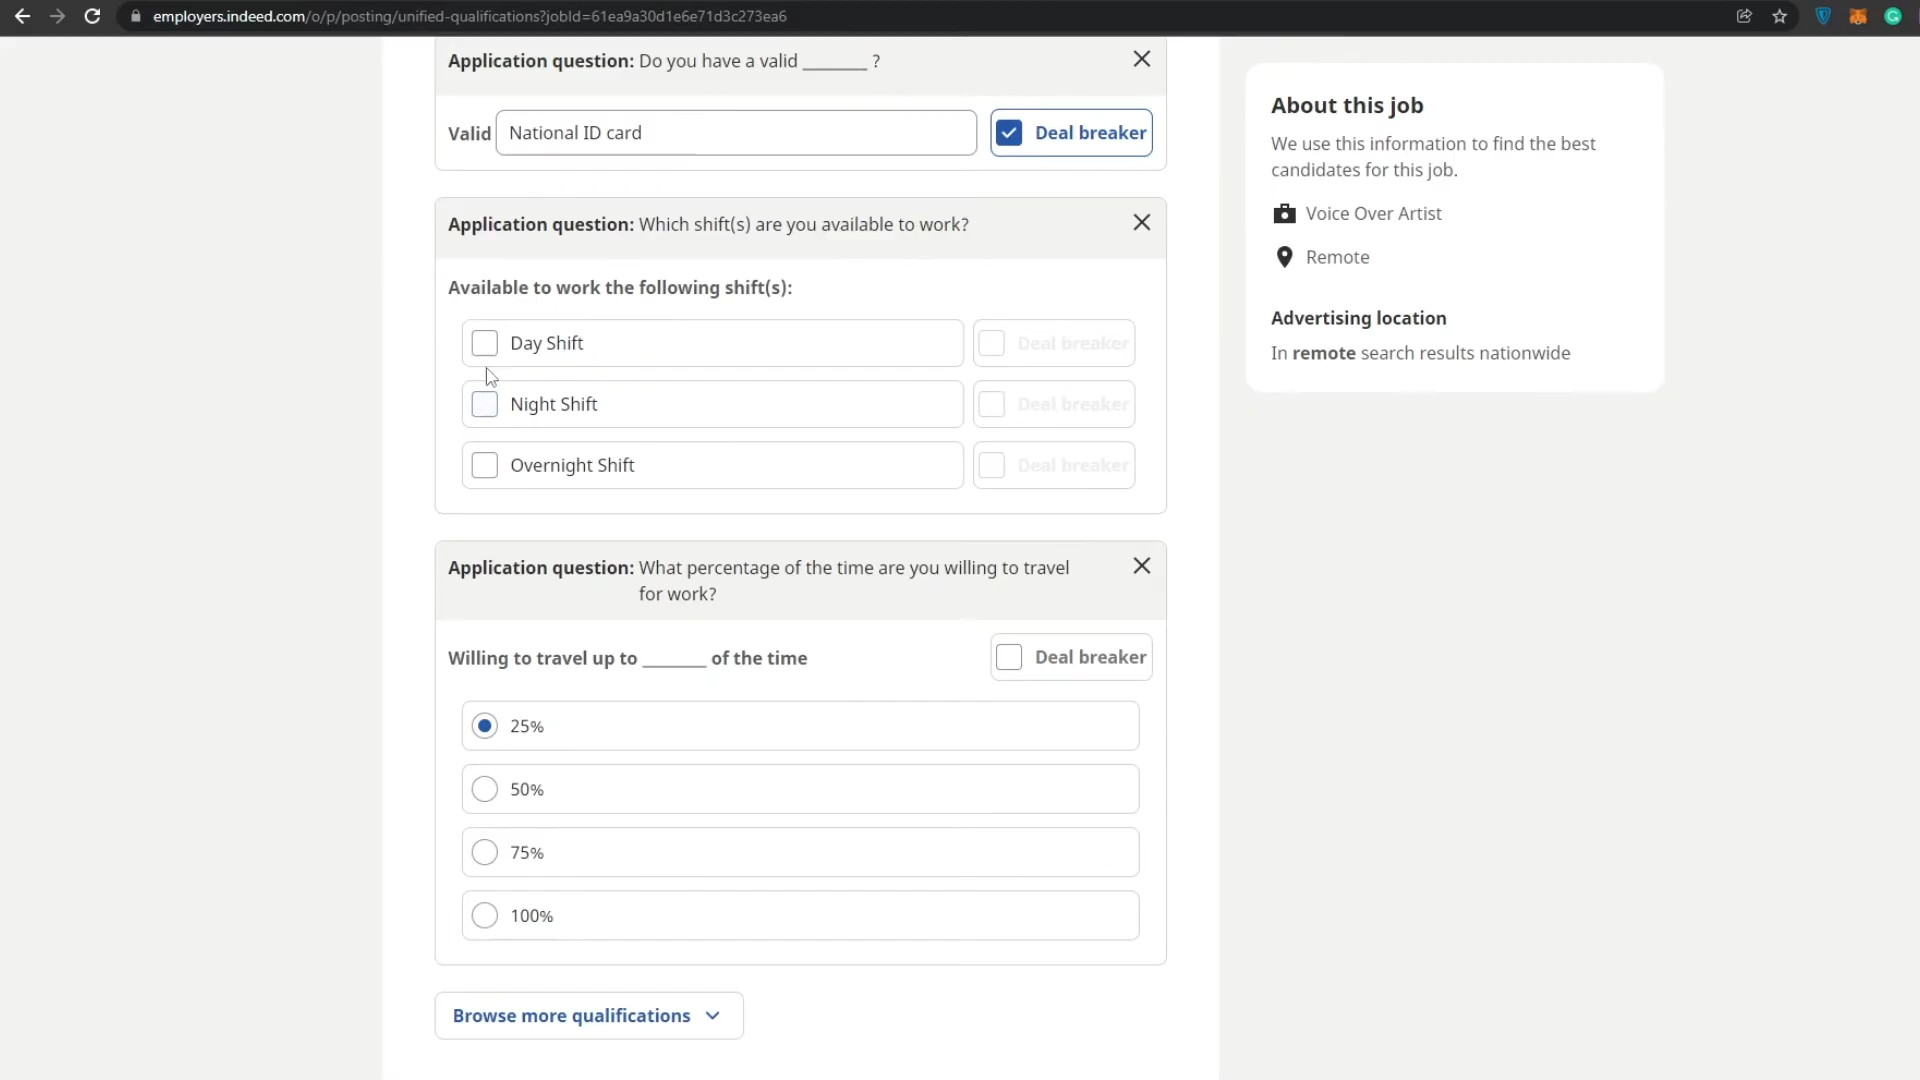 employers.indeed.com/o/p/posting/unified-qualifications?jobId=61ea9a30d1e6e71d3c273ea6
Application question: Do you have a valid ________ ?
Valid National ID card Deal breaker
Application question: Which shift(s) are you available to work?
Available to work the following shift(s):
Day Shift Deal breaker
Night Shift Deal breaker
Overnight Shift Deal breaker
Application question: What percentage of the time are you willing to travel
for work?
Willing to travel up to ________ of the time Deal breaker
25%
50%
75%
100%
Browse more qualifications
About this job
We use this information to find the best
candidates for this job.
Voice Over Artist
Remote
Advertising location
In remote search results nationwide